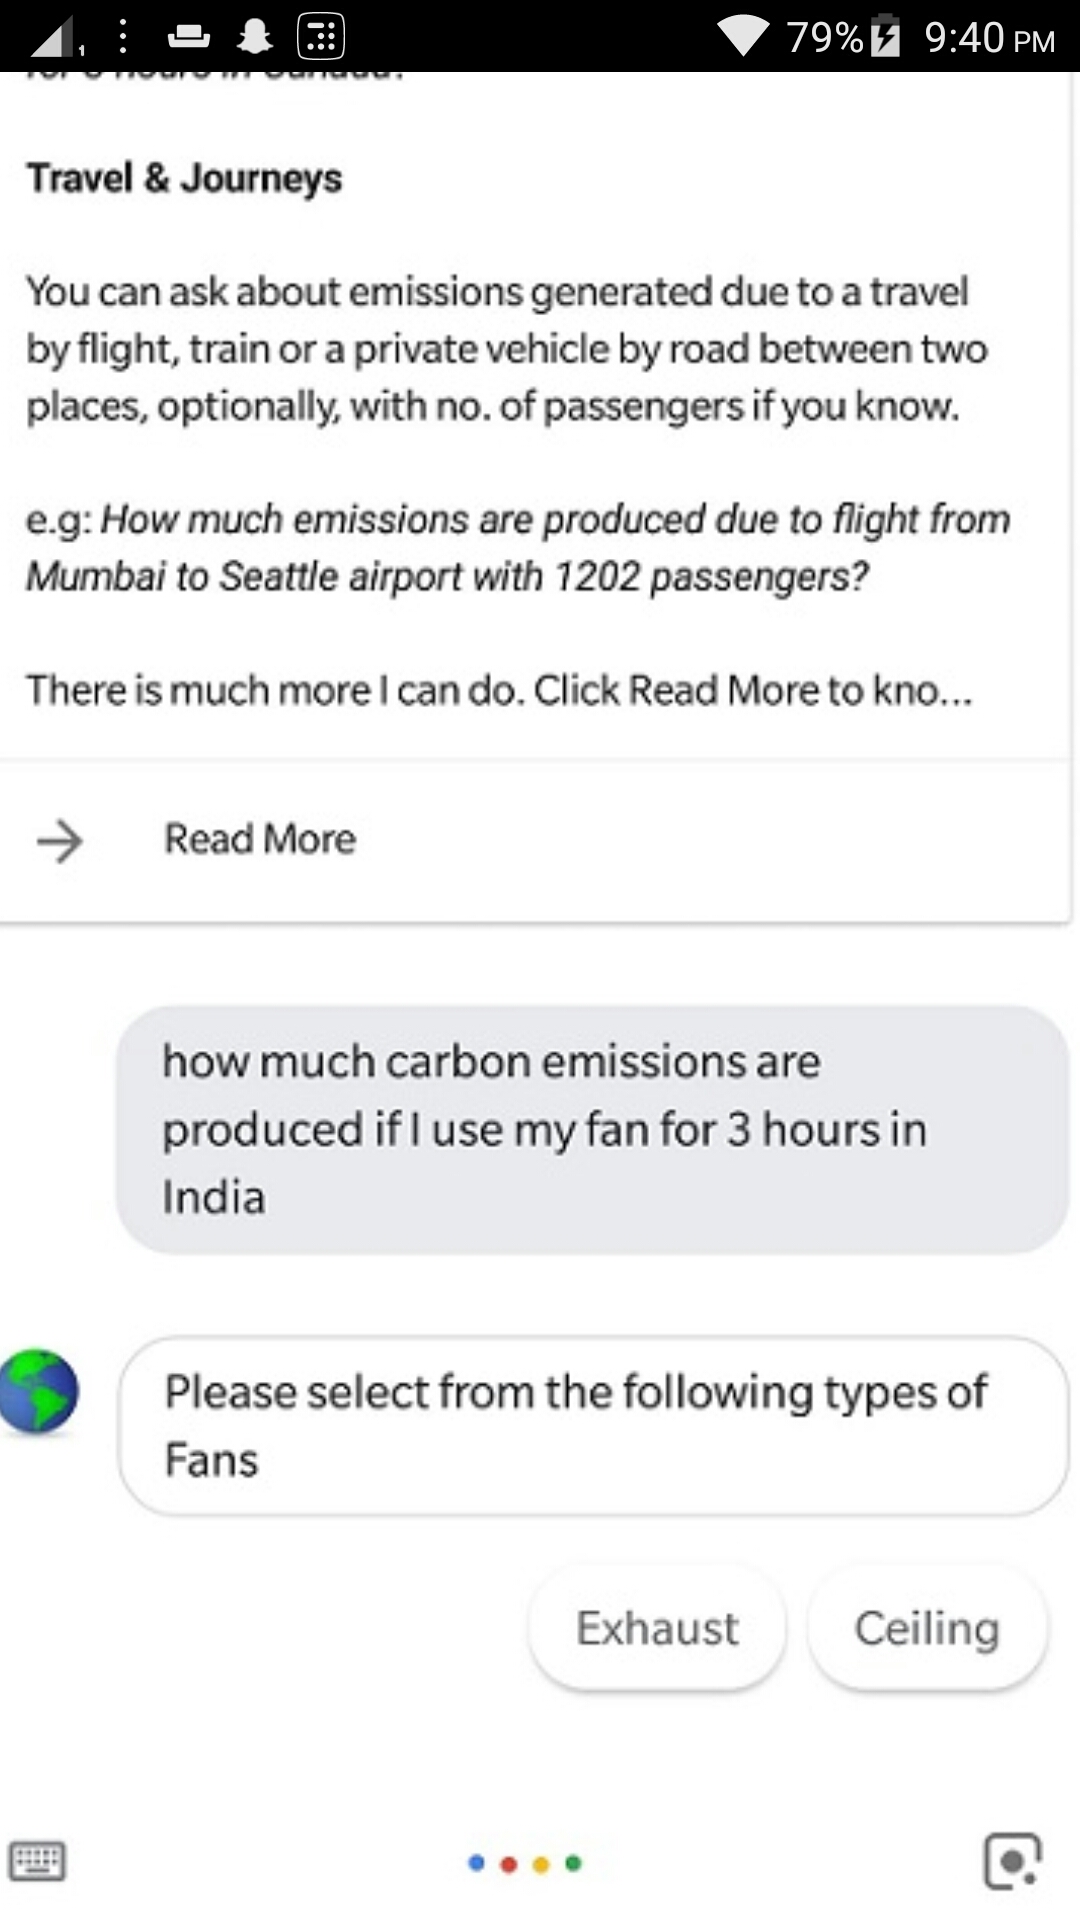 79% 9:40 PM
Travel & Journeys
You can ask about emissions generated due to a travel
by flight, train or a private vehicle by road between two
places, optionally, with no. of passengers if you know.
e.g: How much emissions are produced due to flight from
Mumbai to Seattle airport with 1202 passengers?
There is much more I can do. Click Read More to kno...
Read More
how much carbon emissions are
produced if I use my fan for 3 hours in
India
Please select from the following types of
Fans
Exhaust Ceiling